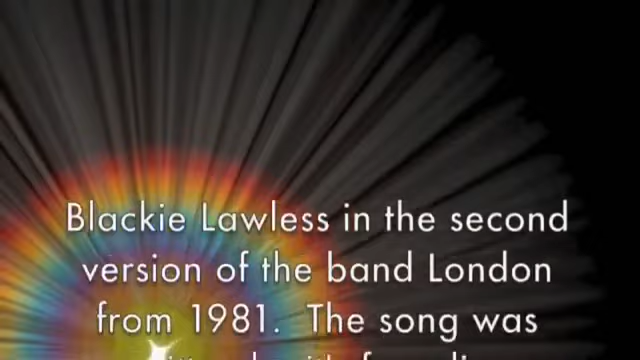 Blackie Lawless in the second
version of the band London
from 1981.  The song was